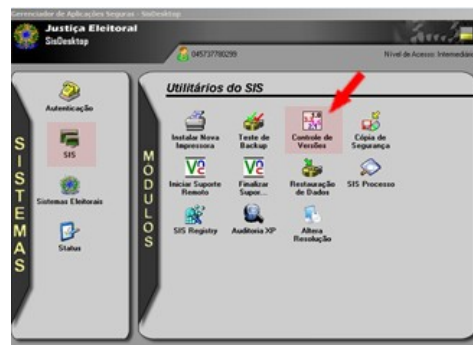 Gerenciador de Aplicações Seguras - SisDesktop
Justiça Eleitoral
SisDesktop
045737780299
Nível de Acesso: Intermediário
SISTEMAS
Autenticação
SIS
Sistemas Eleitorais
Status
MODULOS
Utilitários do SIS
Instalar Nova
Impressora
Teste de
Backup
Controle de
Versões
Cópia de
Segurança
Iniciar Suporte
Remoto
Finalizar
Supor...
Restauração
de Dados
SIS Processo
SIS Registry
Auditoria XP
Altera
Resolução